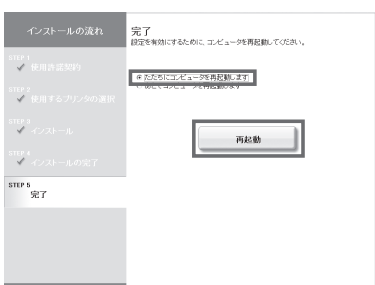 インストールの流れ
STEP 1
使用許諾契約
STEP 2
使用するプリンタの選択
STEP 3
インストール
STEP 4
インストールの完了
STEP 5
完了
完了
設定を有効にするために、コンピュータを再起動してください。
ただちにコンピュータを再起動します
あとでコンピュータを再起動します
再起動